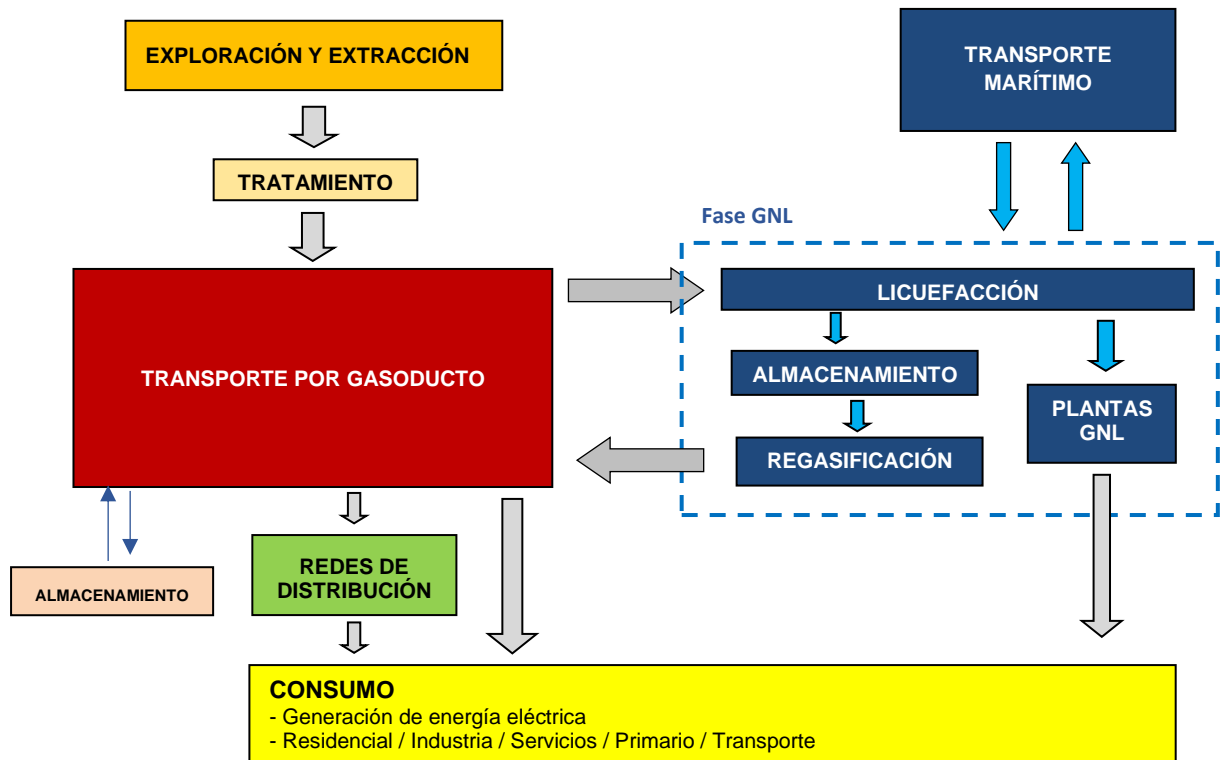 EXPLORACIÓN Y EXTRACCIÓN
TRANSPORTE
MARÍTIMO
TRATAMIENTO
Fase GNL
LICUEFACCIÓN
TRANSPORTE POR GASODUCTO
ALMACENAMIENTO
PLANTAS
GNL
REGASIFICACIÓN
REDES DE
DISTRIBUCIÓN
ALMACENAMIENTO
CONSUMO
- Generación de energía eléctrica
- Residencial / Industria / Servicios / Primario / Transporte